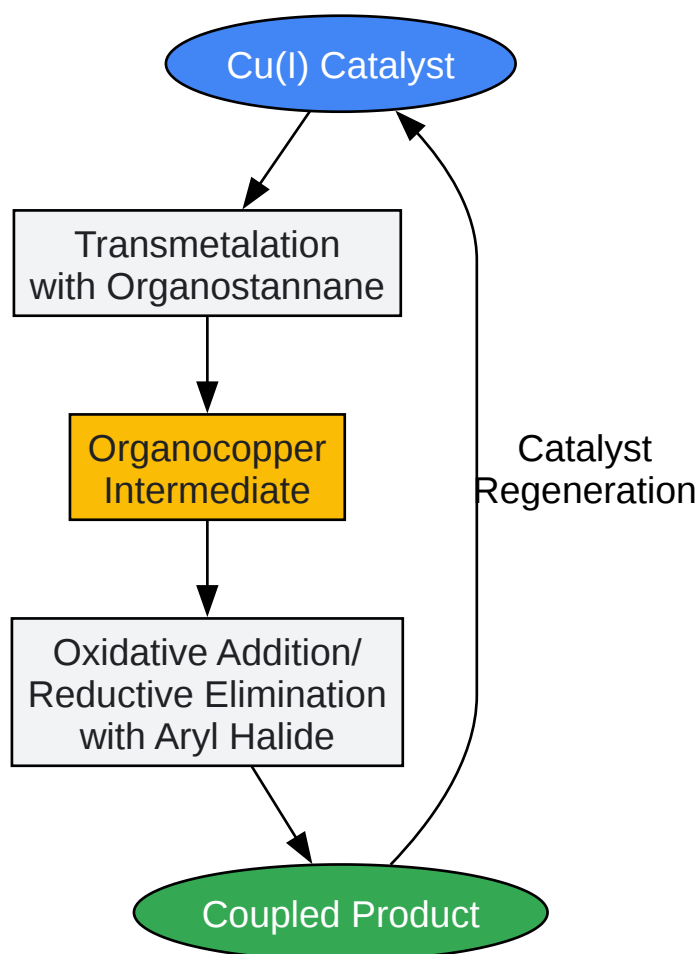 Cu(I) Catalyst
Transmetalation
with Organostannane
Organocopper
Intermediate
Catalyst
Regeneration
Oxidative Addition/
Reductive Elimination
with Aryl Halide
Coupled Product